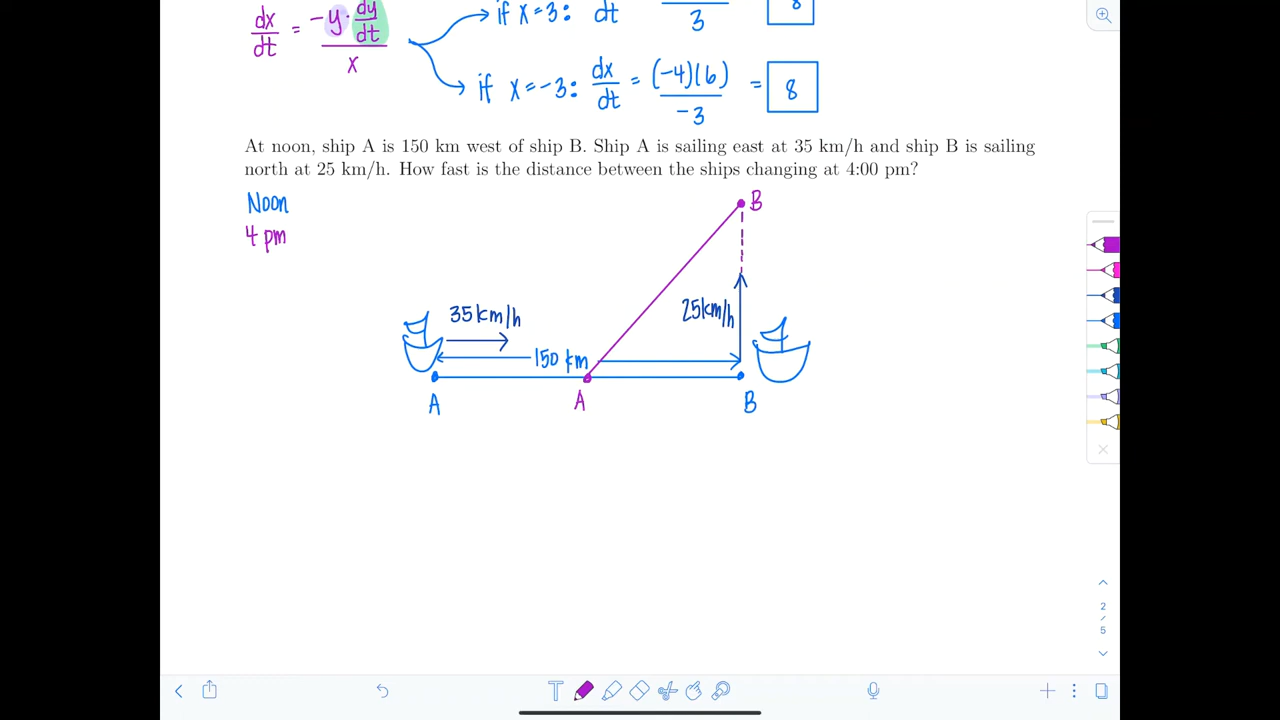 dx/dt = -y · dy/dt / x
if x=3: dx/dt 3 8
if x=-3: dx/dt = (-4)(6) / -3 = 8
At noon, ship A is 150 km west of ship B. Ship A is sailing east at 35 km/h and ship B is sailing
north at 25 km/h. How fast is the distance between the ships changing at 4:00 pm?
Noon
4 pm
B
35 km/h
25 km/h
150 km
A
A
B
2
/
5
T